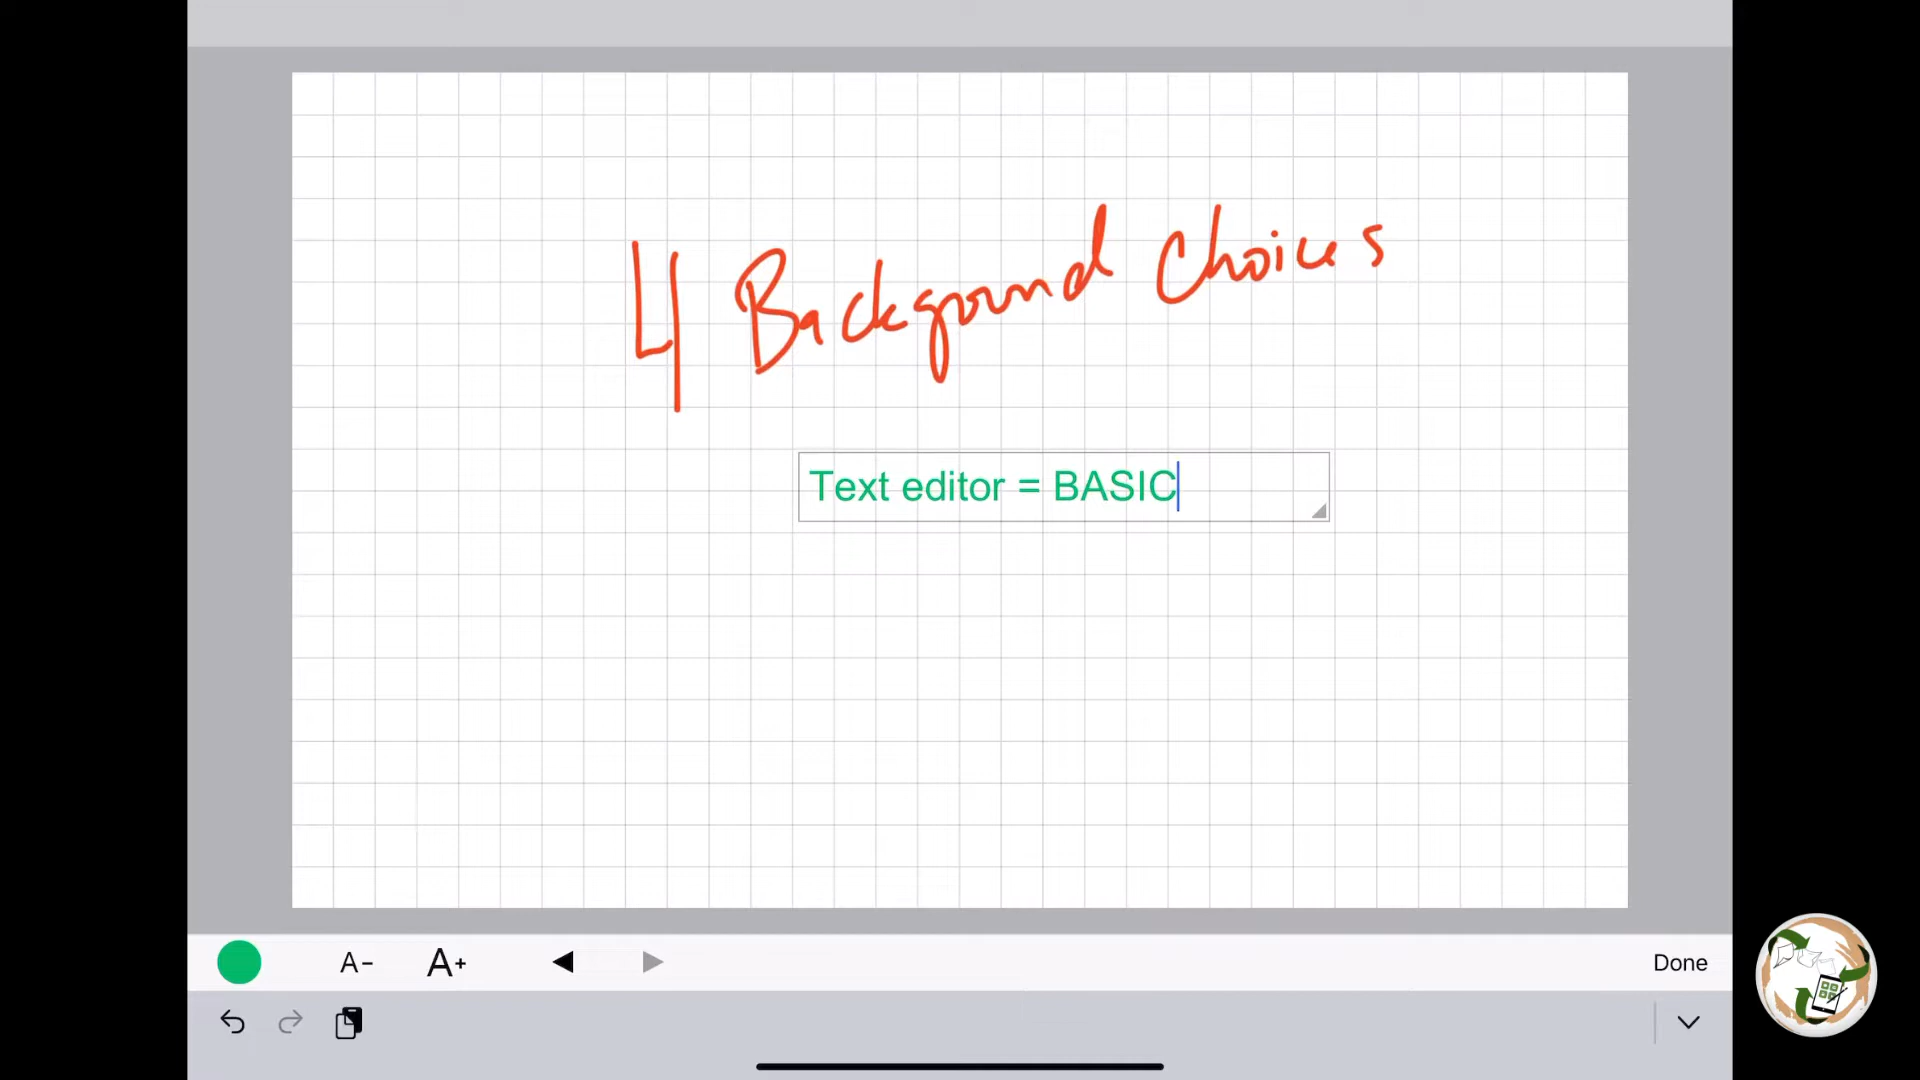 4 Background Choices
Text editor = BASIC
A- A+ Done